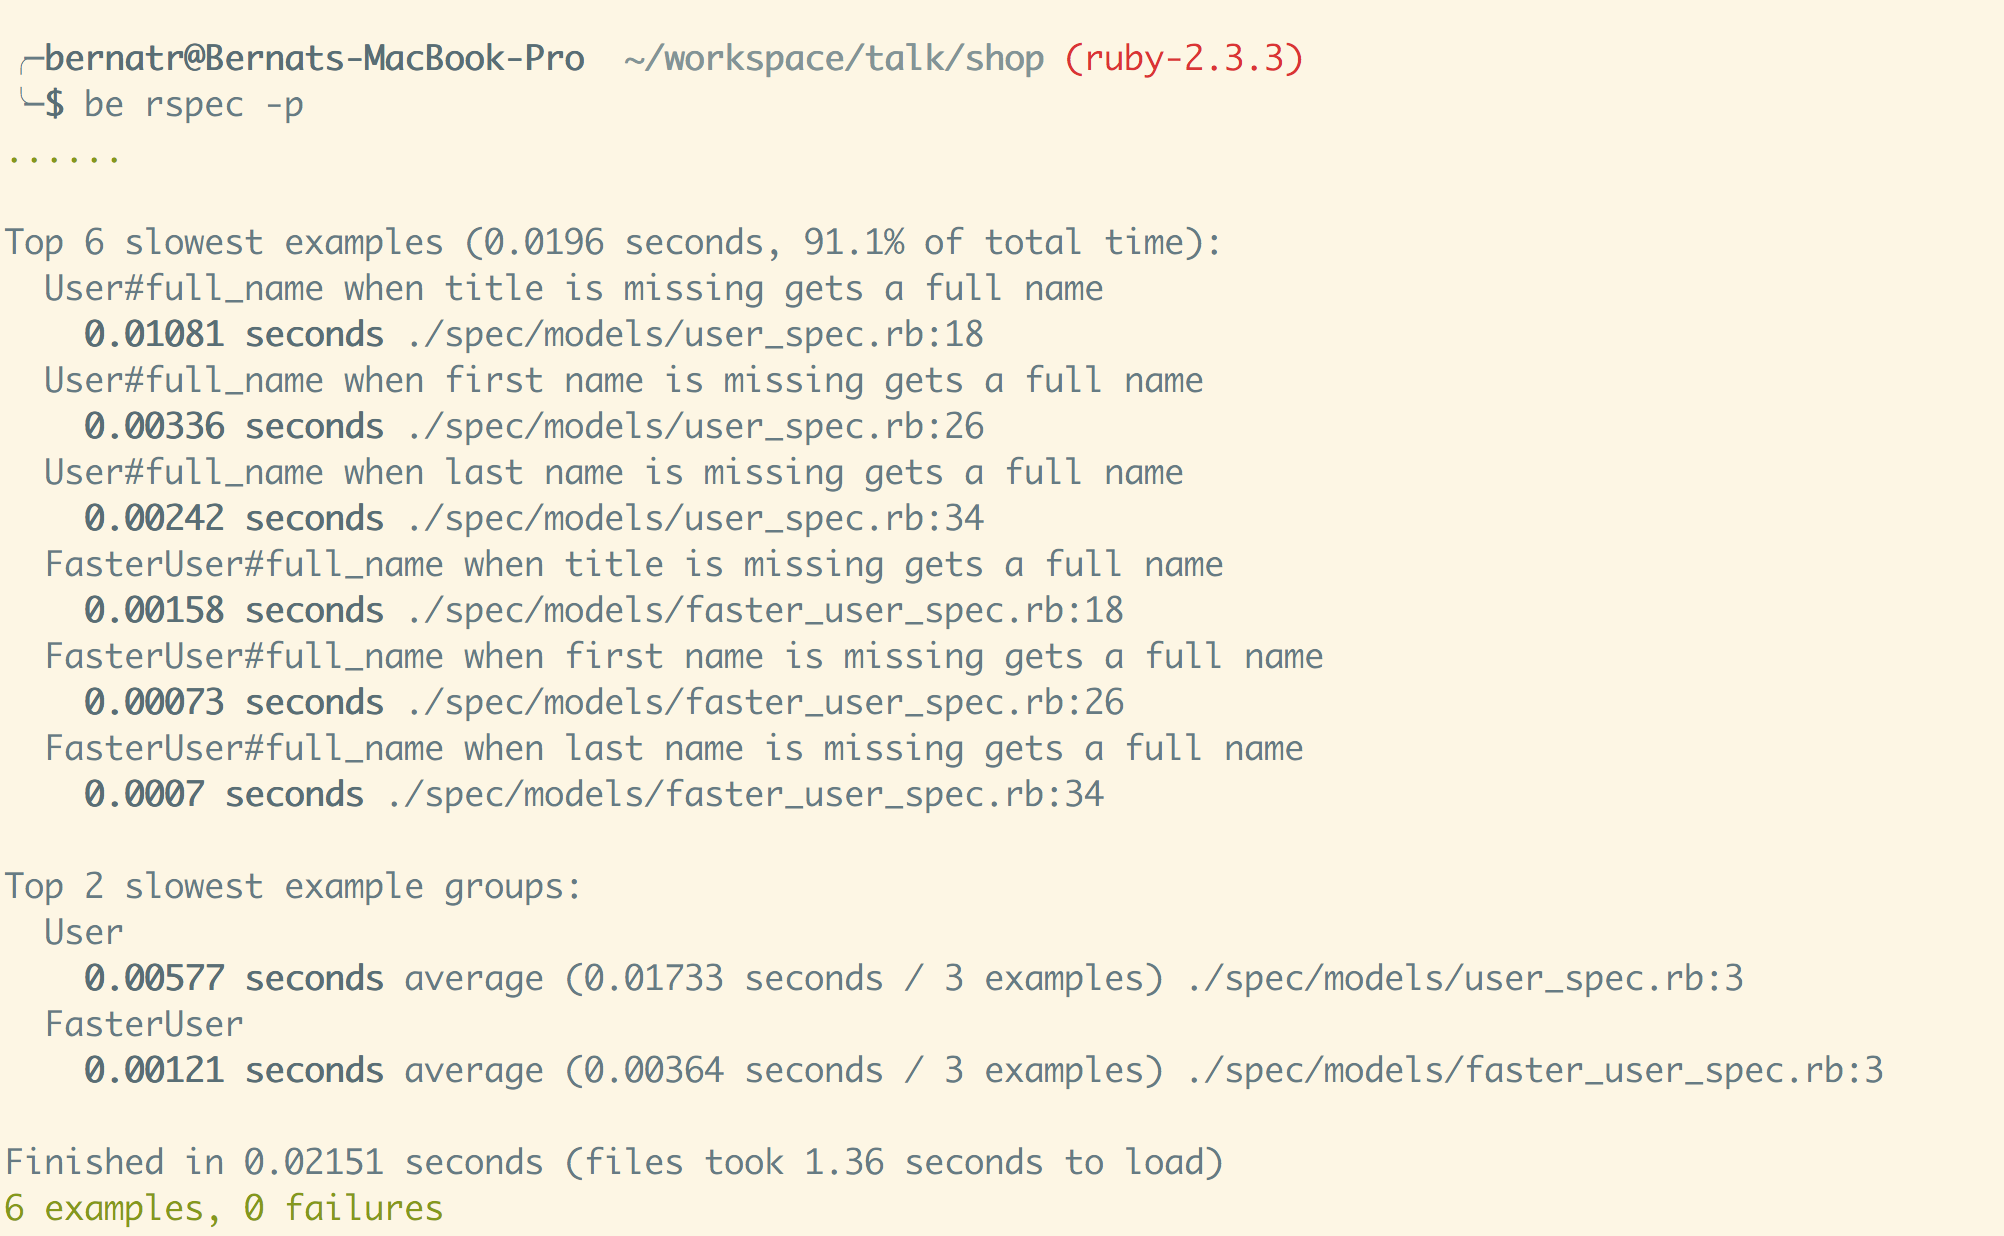 ╭─bernatr@Bernats-MacBook-Pro  ~/workspace/talk/shop (ruby-2.3.3)
╰─$ be rspec -p
......

Top 6 slowest examples (0.0196 seconds, 91.1% of total time):
  User#full_name when title is missing gets a full name
    0.01081 seconds ./spec/models/user_spec.rb:18
  User#full_name when first name is missing gets a full name
    0.00336 seconds ./spec/models/user_spec.rb:26
  User#full_name when last name is missing gets a full name
    0.00242 seconds ./spec/models/user_spec.rb:34
  FasterUser#full_name when title is missing gets a full name
    0.00158 seconds ./spec/models/faster_user_spec.rb:18
  FasterUser#full_name when first name is missing gets a full name
    0.00073 seconds ./spec/models/faster_user_spec.rb:26
  FasterUser#full_name when last name is missing gets a full name
    0.0007 seconds ./spec/models/faster_user_spec.rb:34

Top 2 slowest example groups:
  User
    0.00577 seconds average (0.01733 seconds / 3 examples) ./spec/models/user_spec.rb:3
  FasterUser
    0.00121 seconds average (0.00364 seconds / 3 examples) ./spec/models/faster_user_spec.rb:3

Finished in 0.02151 seconds (files took 1.36 seconds to load)
6 examples, 0 failures